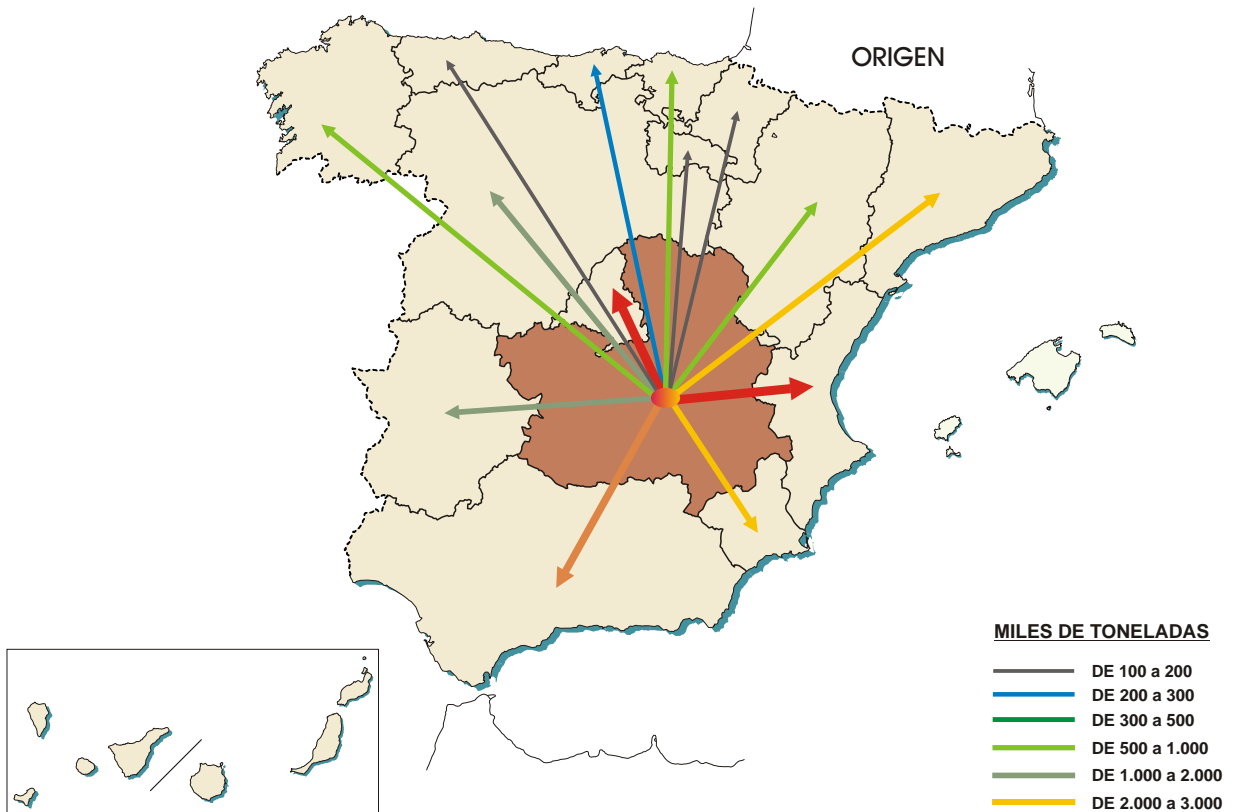 ORIGEN
MILES DE TONELADAS
DE 100 a 200
DE 200 a 300
DE 300 a 500
DE 500 a 1.000
DE 1.000 a 2.000
DE 2.000 a 3.000